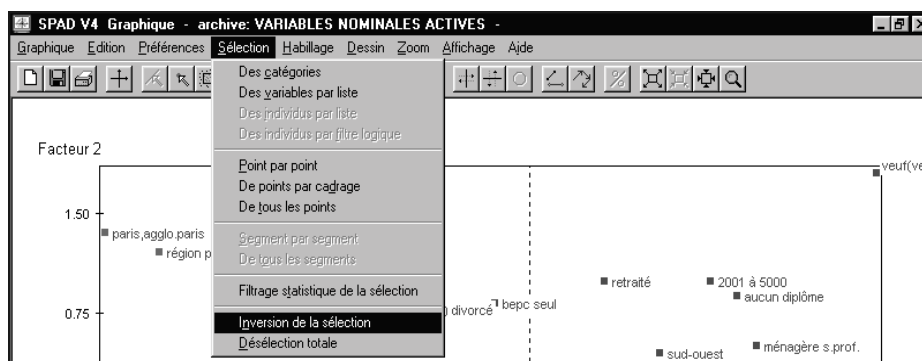 SPAD V4 Graphique - archive: VARIABLES NOMINALES ACTIVES -
Graphique Edition Préférences Sélection Habillage Dessin Zoom Affichage Aide
Des catégories
Des variables par liste
Des individus par liste
Des individus par filtre logique
Point par point
De points par cadrage
De tous les points
Segment par segment
De tous les segments
Filtrage statistique de la sélection
Inversion de la sélection
Désélection totale
Facteur 2
veuf(ve
1.50
paris,agglo.paris
région p
retraité
2001 à 5000
aucun diplôme
0.75
divorcé
bepc seul
ménagère s.prof.
sud-ouest